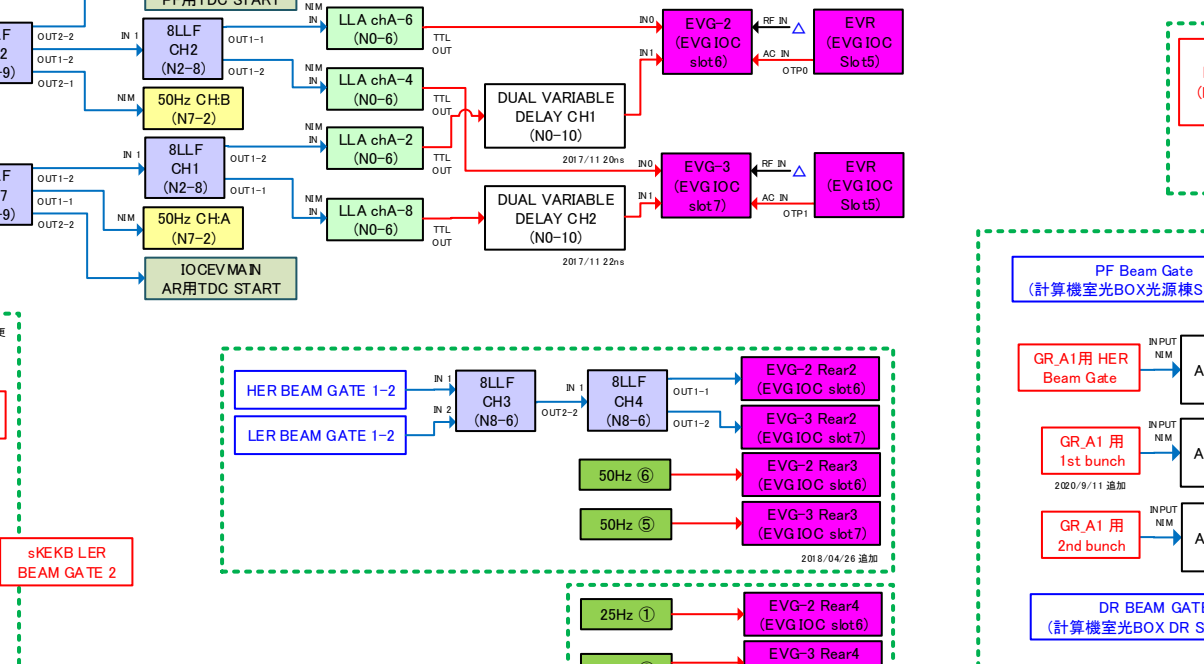 PF用TDC START
F
2
-9)
OUT2-2
OUT1-2
OUT2-1
IN 1
8LLF
CH2
(N2-8)
OUT1-1
OUT1-2
NIM
IN
LLA chA-6
(N0-6)
TTL
OUT
NIM
IN
LLA chA-4
(N0-6)
TTL
OUT
NIM
50Hz CH:B
(N7-2)
NIM
IN
LLA chA-2
(N0-6)
TTL
OUT
DUAL VARIABLE
DELAY CH1
(N0-10)
2017/11 20ns
IN0
IN1
EVG-2
(EVG IOC
slot6)
RF IN
AC IN
OTP0
EVR
(EVG IOC
Slot5)
F
7
-9)
OUT1-2
OUT1-1
OUT2-2
IN 1
8LLF
CH1
(N2-8)
OUT1-2
OUT1-1
NIM
50Hz CH:A
(N7-2)
NIM
IN
LLA chA-8
(N0-6)
TTL
OUT
DUAL VARIABLE
DELAY CH2
(N0-10)
2017/11 22ns
IN0
IN1
EVG-3
(EVG IOC
slot7)
RF IN
AC IN
OTP1
EVR
(EVG IOC
Slot5)
IOCEVMAIN
AR用TDC START
更
HER BEAM GATE 1-2
LER BEAM GATE 1-2
IN 1
IN 2
8LLF
CH3
(N8-6)
OUT2-2
IN 1
8LLF
CH4
(N8-6)
OUT1-1
OUT1-2
EVG-2 Rear2
(EVG IOC slot6)
EVG-3 Rear2
(EVG IOC slot7)
50Hz ⑥
EVG-2 Rear3
(EVG IOC slot6)
50Hz ⑤
EVG-3 Rear3
(EVG IOC slot7)
2018/04/26 追加
sKEKB LER
BEAM GATE 2
25Hz ①
EVG-2 Rear4
(EVG IOC slot6)
EVG-3 Rear4
PF Beam Gate
(計算機室光BOX光源棟S
GR_A1用 HER
Beam Gate
INPUT
NIM
A
GR_A1 用
1st bunch
2020/9/11 追加
INPUT
NIM
A
GR_A1 用
2nd bunch
INPUT
NIM
A
DR BEAM GATE
(計算機室光BOX DR S